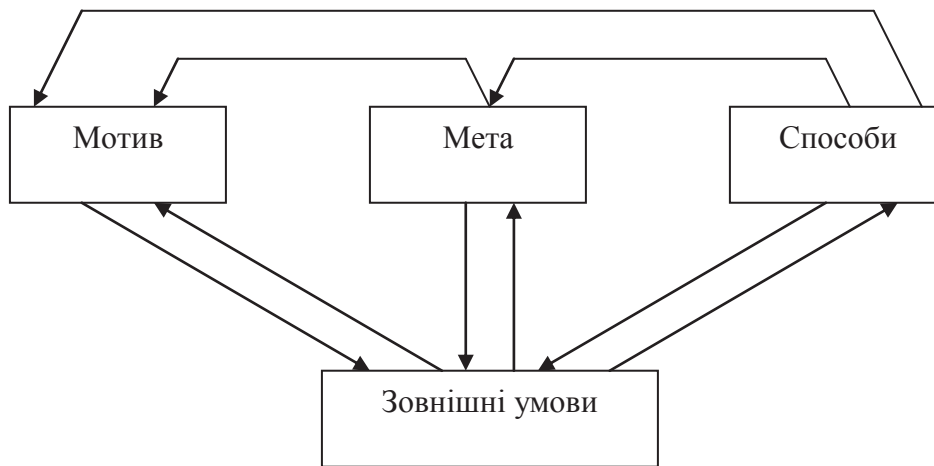 Мотив
Мета
Способи
Зовнішні умови